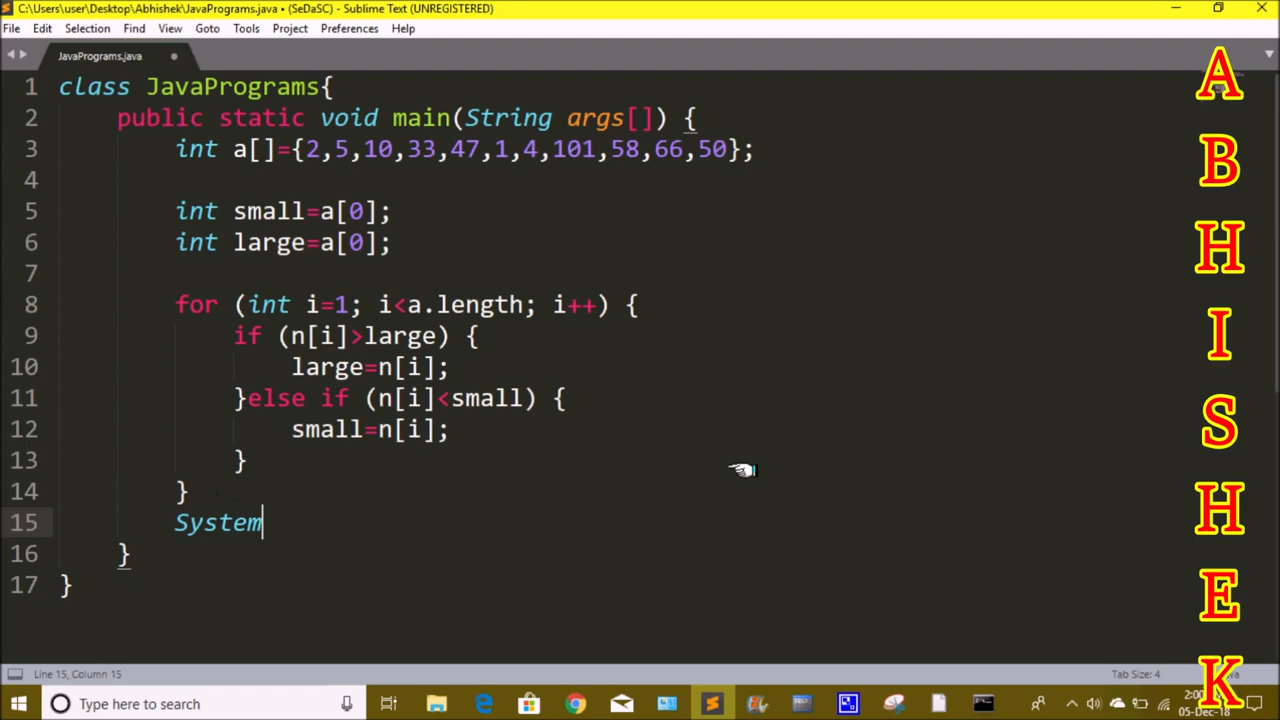 C:\Users\user\Desktop\Abhishek\JavaPrograms.java • (SeDaSC) - Sublime Text (UNREGISTERED)
File Edit Selection Find View Goto Tools Project Preferences Help
JavaPrograms.java
1 class JavaPrograms{
2 public static void main(String args[]) {
3 int a[]={2,5,10,33,47,1,4,101,58,66,50};
4
5 int small=a[0];
6 int large=a[0];
7
8 for (int i=1; i<a.length; i++) {
9 if (n[i]>large) {
10 large=n[i];
11 }else if (n[i]<small) {
12 small=n[i];
13 }
14 }
15 System
16 }
17 }
A
B
H
I
S
H
E
K
Line 15, Column 15
Tab Size: 4
Type here to search
05-Dec-18